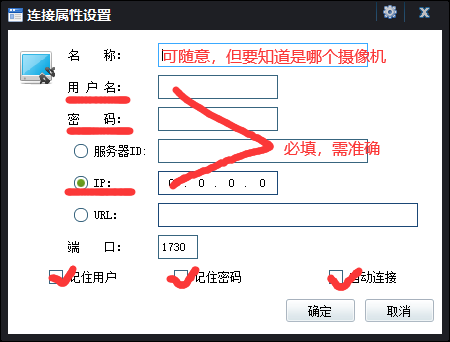 连接属性设置
名 称: 可随意，但要知道是哪个摄像机
用户名:
密 码:
服务器ID: 必填，需准确
IP: 0 . 0 . 0 . 0
URL:
端 口: 1730
记住用户 记住密码 自动连接
确定 取消